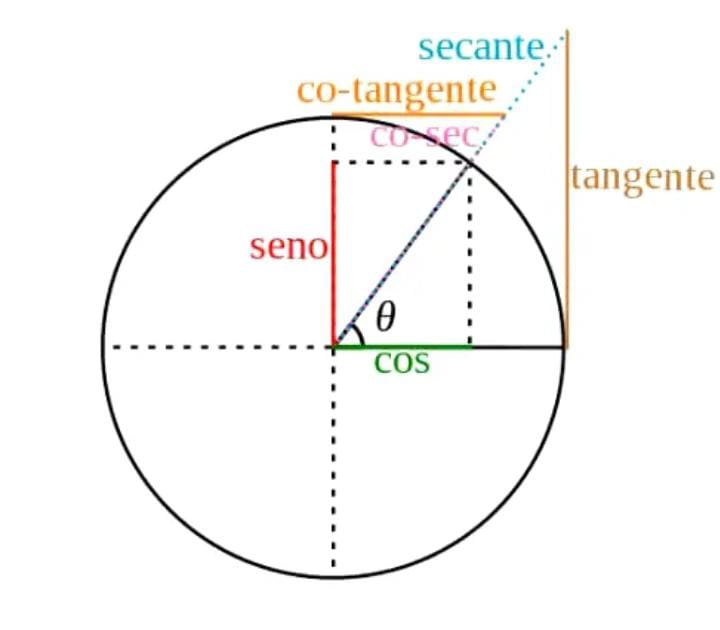 secante
co-tangente
co-sec
tangente
seno
θ
cos